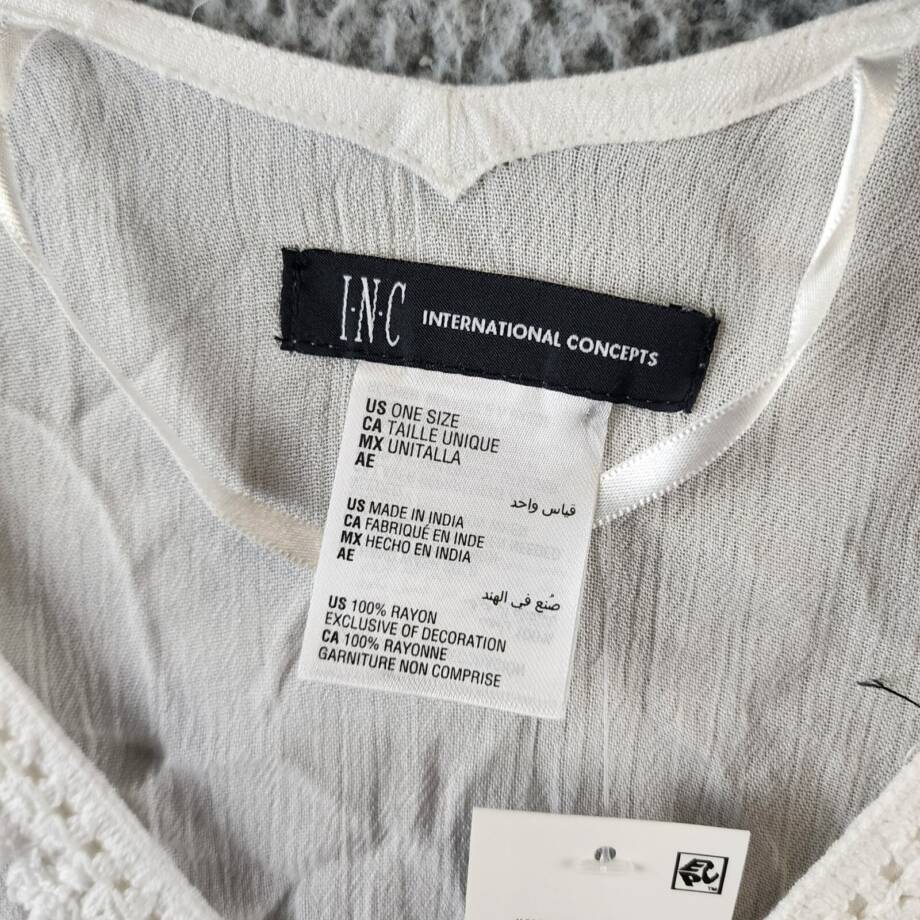 I·N·C INTERNATIONAL CONCEPTS
US ONE SIZE
CA TAILLE UNIQUE
MX UNITALLA
AE
قياس واحد
US MADE IN INDIA
CA FABRIQUÉ EN INDE
MX HECHO EN INDIA
AE
صُنع في الهند
US 100% RAYON
EXCLUSIVE OF DECORATION
CA 100% RAYONNE
GARNITURE NON COMPRISE
EPC™